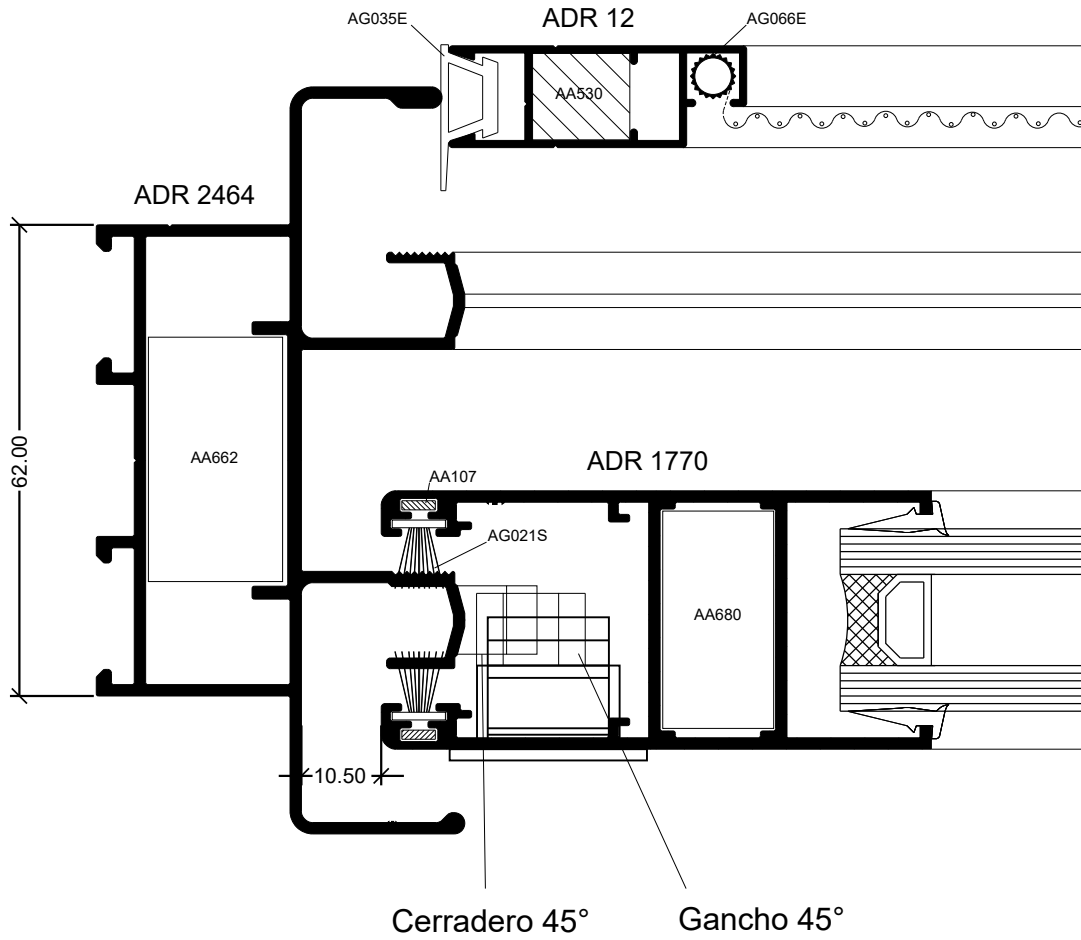 AG035E
ADR 12
AG066E
AA530
ADR 2464
62.00
AA662
ADR 1770
AA107
AG021S
AA680
10.50
Cerradero 45°
Gancho 45°